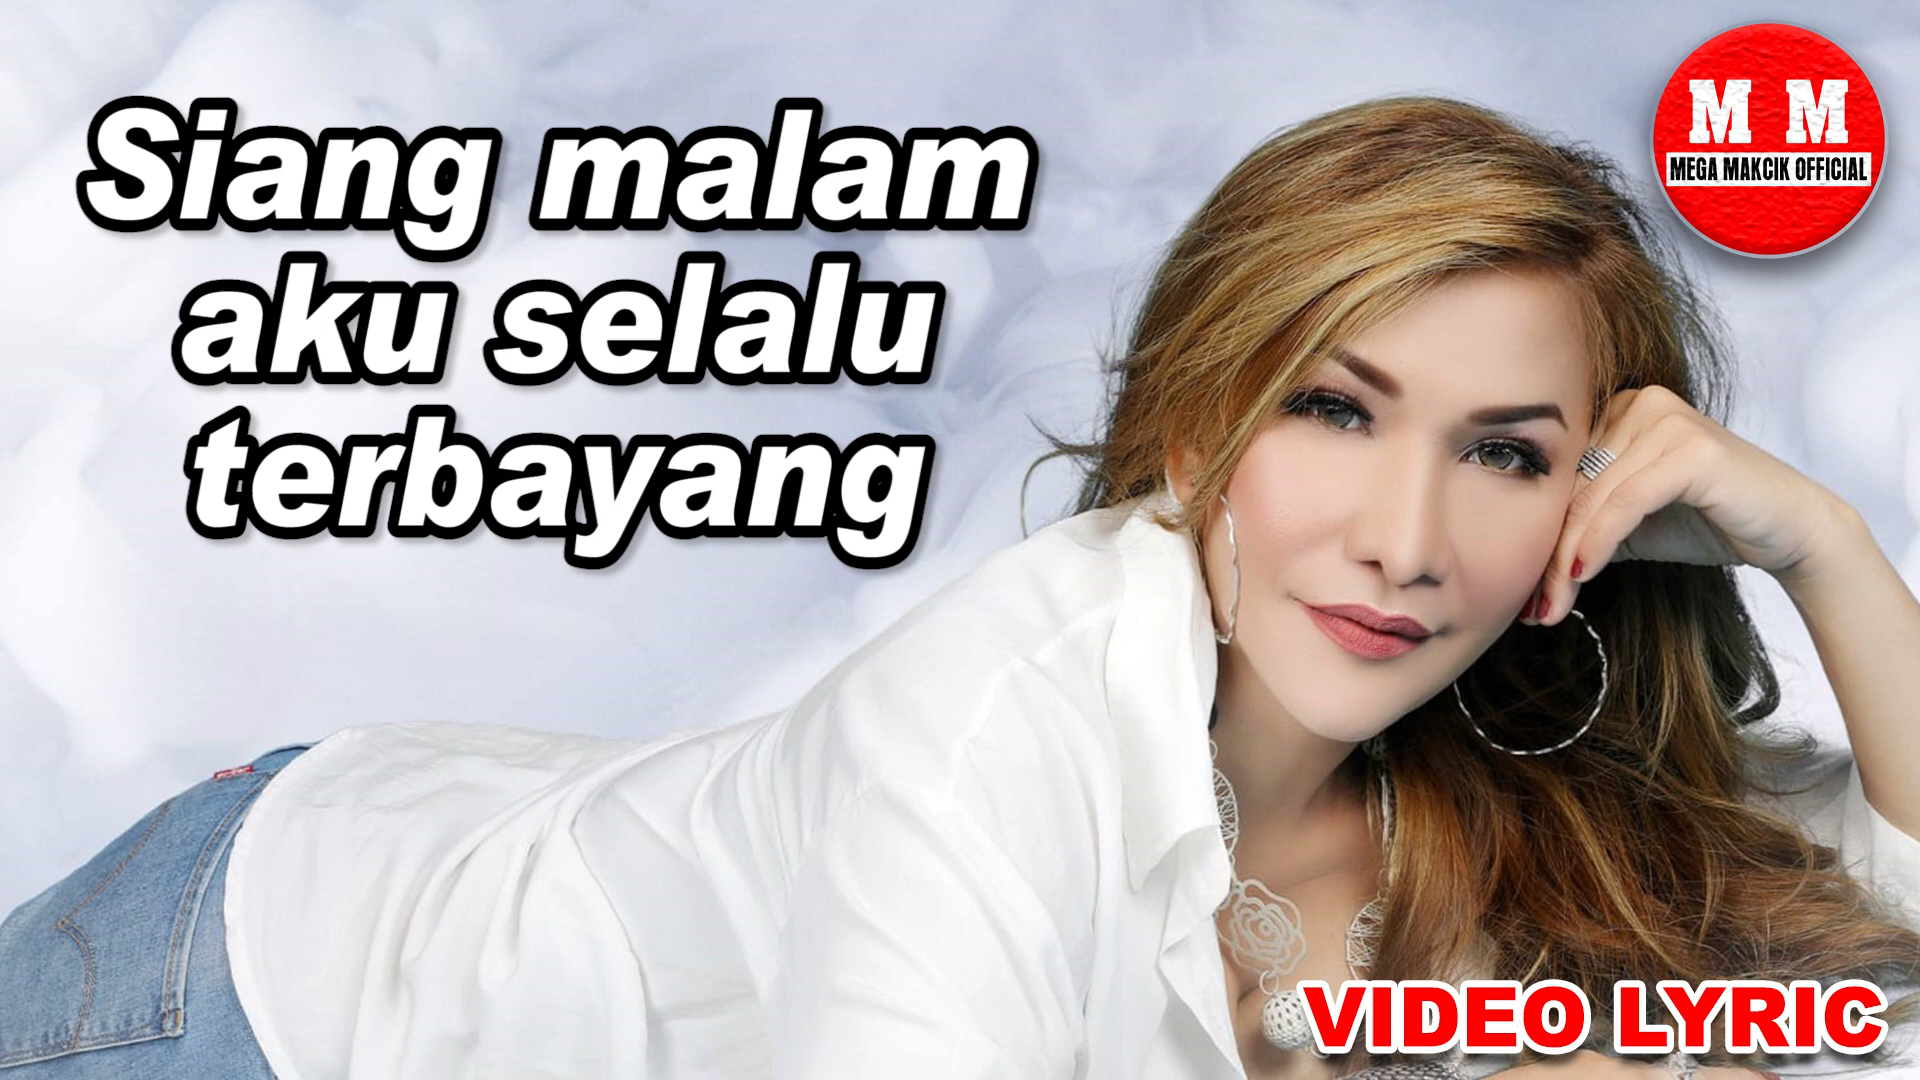 Siang malam
aku selalu
terbayang
M M
MEGA MAKCIK OFFICIAL
VIDEO LYRIC